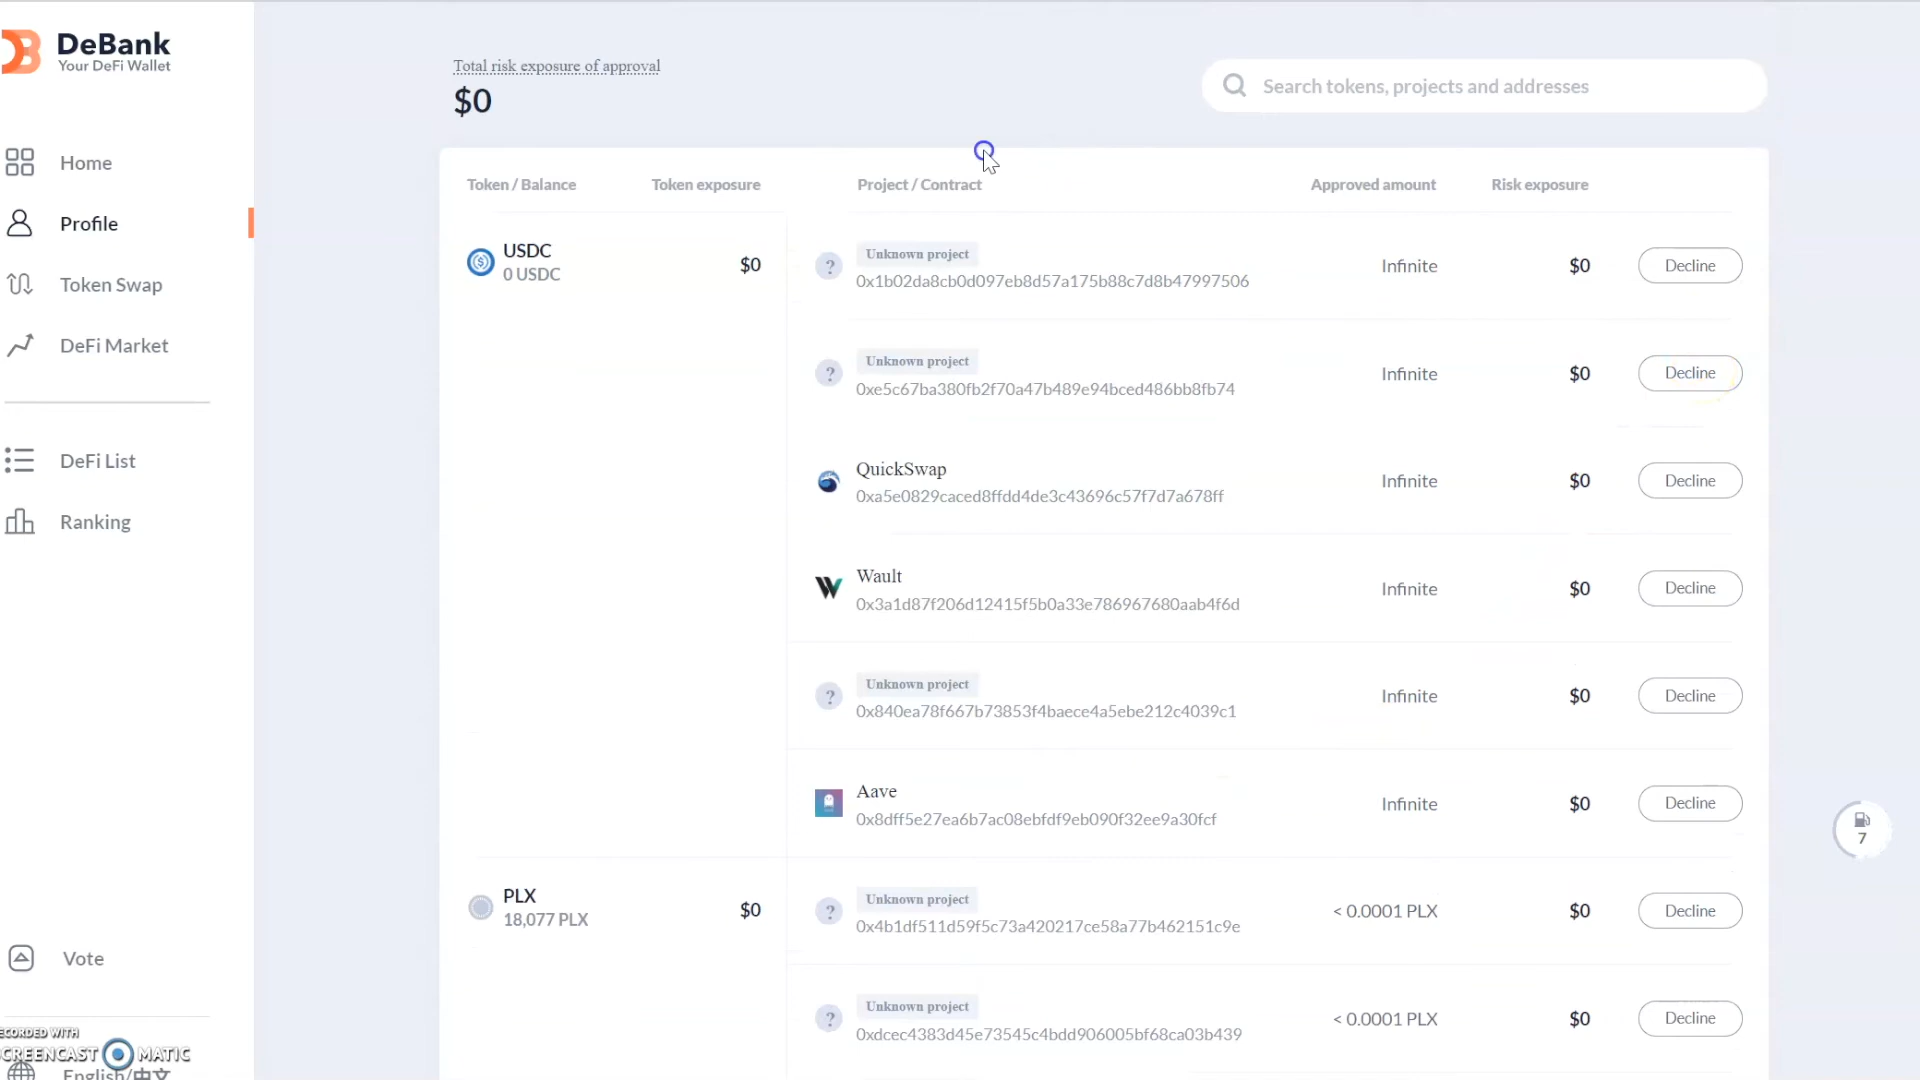 DeBank
Your DeFi Wallet
Home
Profile
Token Swap
DeFi Market
DeFi List
Ranking
Vote
RECORDED WITH
SCREENCAST MATIC
English/中文
Total risk exposure of approval
$0
Search tokens, projects and addresses
Token / Balance Token exposure Project / Contract Approved amount Risk exposure
USDC
0 USDC
$0
Unknown project
0x1b02da8cb0d097eb8d57a175b88c7d8b47997506
Infinite $0 Decline
Unknown project
0xe5c67ba380fb2f70a47b489e94bced486bb8fb74
Infinite $0 Decline
QuickSwap
0xa5e0829caced8ffdd4de3c43696c57f7d7a678ff
Infinite $0 Decline
Wault
0x3a1d87f206d12415f5b0a33e786967680aab4f6d
Infinite $0 Decline
Unknown project
0x840ea78f667b73853f4baece4a5ebe212c4039c1
Infinite $0 Decline
Aave
0x8dff5e27ea6b7ac08ebfdf9eb090f32ee9a30fcf
Infinite $0 Decline
PLX
18,077 PLX
$0
Unknown project
0x4b1df511d59f5c73a420217ce58a77b462151c9e
< 0.0001 PLX $0 Decline
Unknown project
0xdcec4383d45e73545c4bdd906005bf68ca03b439
< 0.0001 PLX $0 Decline
7